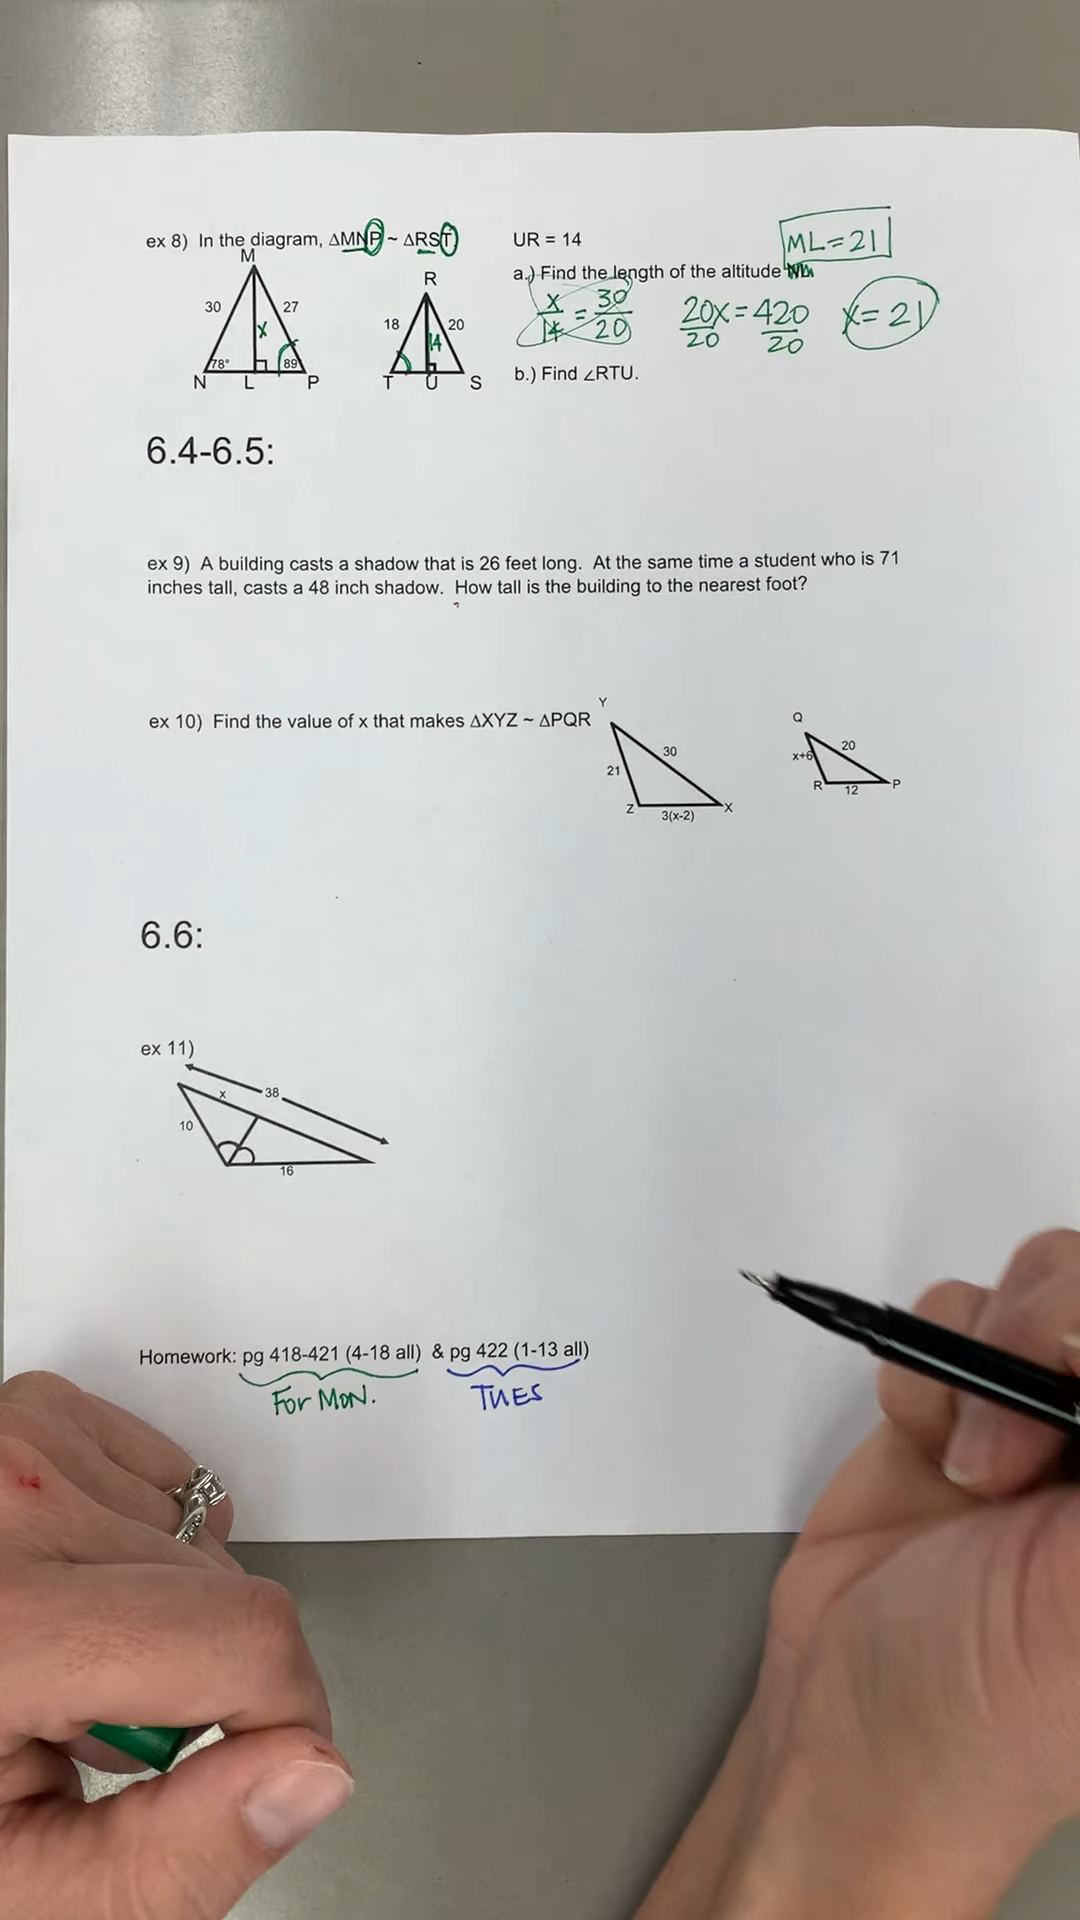 ex 8) In the diagram, ΔMNP ~ ΔRST
UR = 14
ML=21
a.) Find the length of the altitude
x/14 = 30/20
20x = 420
20 20
x = 21
M
30
27
x
78°
89
N L P
R
18
20
14
T U S
b.) Find ∠RTU.
6.4-6.5:
ex 9) A building casts a shadow that is 26 feet long. At the same time a student who is 71
inches tall, casts a 48 inch shadow. How tall is the building to the nearest foot?
ex 10) Find the value of x that makes ΔXYZ ~ ΔPQR
Y
30
21
Z
X
3(x-2)
Q
20
x+6
R
P
12
6.6:
ex 11)
x
38
10
16
Homework: pg 418-421 (4-18 all) & pg 422 (1-13 all)
For Mon.
TUES